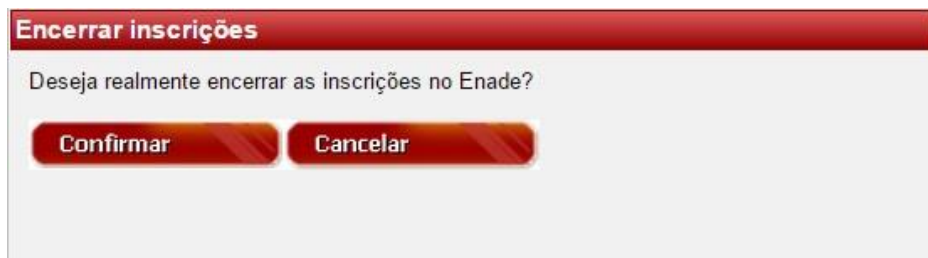 Encerrar inscrições
Deseja realmente encerrar as inscrições no Enade?
Confirmar Cancelar